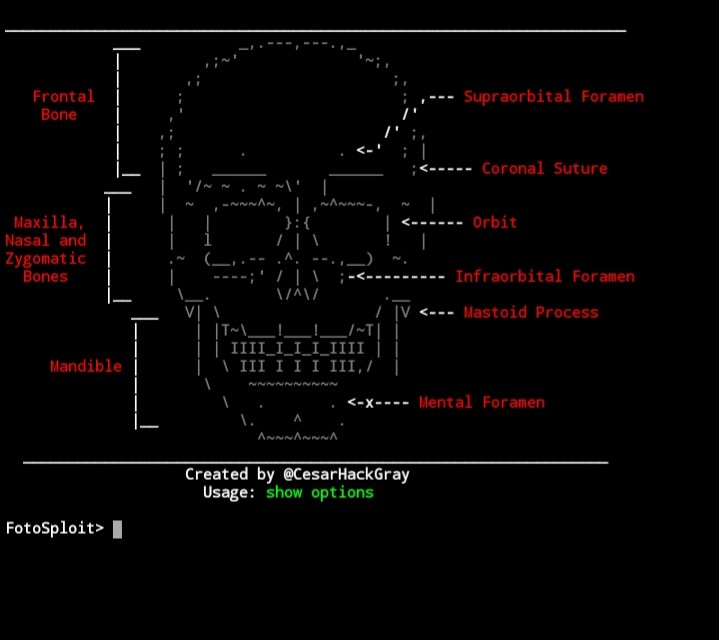 Frontal
Bone
Supraorbital Foramen
Coronal Suture
Maxilla,
Nasal and
Zygomatic
Bones
Orbit
Infraorbital Foramen
Mastoid Process
Mandible
Mental Foramen
Created by @CesarHackGray
Usage: show options
FotoSploit>